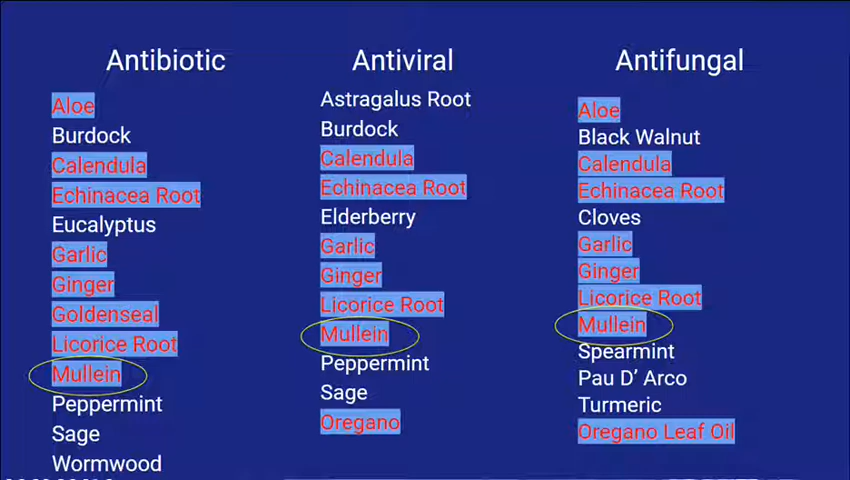 Antibiotic
Aloe
Burdock
Calendula
Echinacea Root
Eucalyptus
Garlic
Ginger
Goldenseal
Licorice Root
Mullein
Peppermint
Sage
Wormwood
Antiviral
Astragalus Root
Burdock
Calendula
Echinacea Root
Elderberry
Garlic
Ginger
Licorice Root
Mullein
Peppermint
Sage
Oregano
Antifungal
Aloe
Black Walnut
Calendula
Echinacea Root
Cloves
Garlic
Ginger
Licorice Root
Mullein
Spearmint
Pau D’ Arco
Turmeric
Oregano Leaf Oil